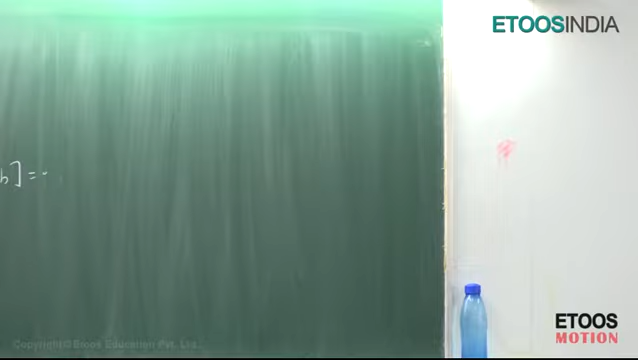 ETOOSINDIA
b] = -
ETOOS
MOTION
Copyright © Etoos Education Pvt. Ltd.